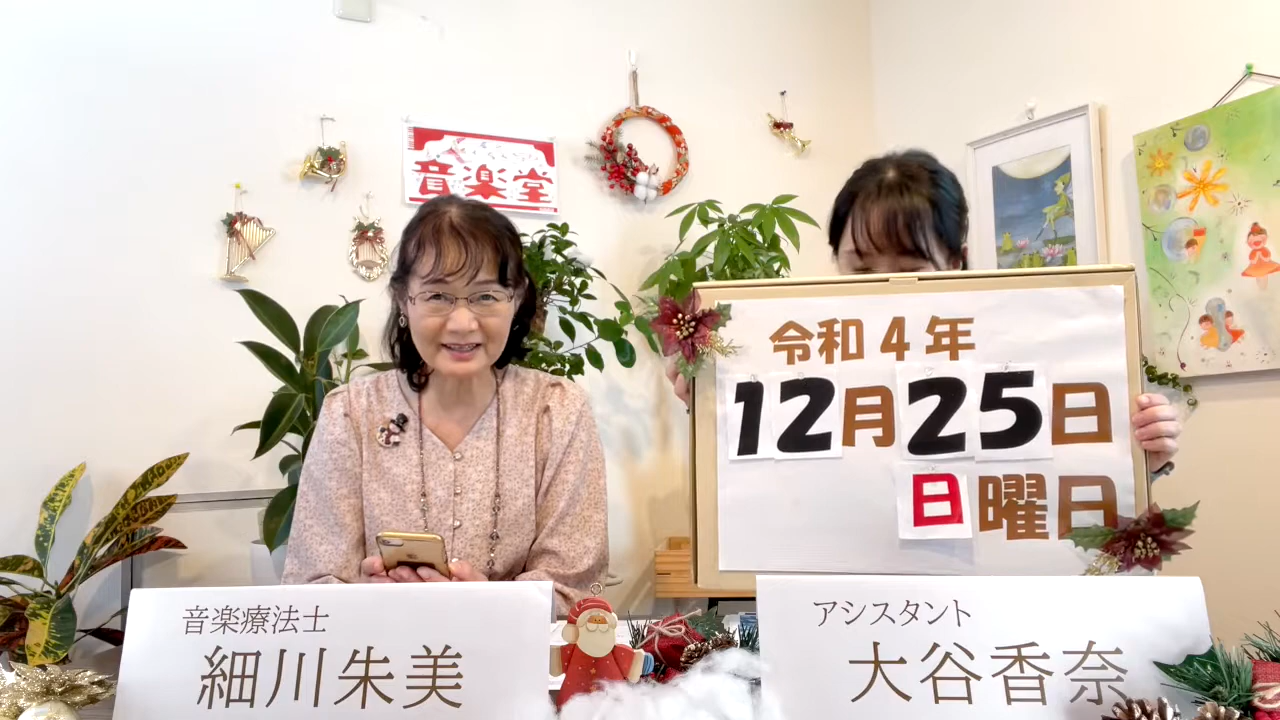 音楽堂
令和4年
12月25日
日曜日
音楽療法士
細川朱美
アシスタント
大谷香奈